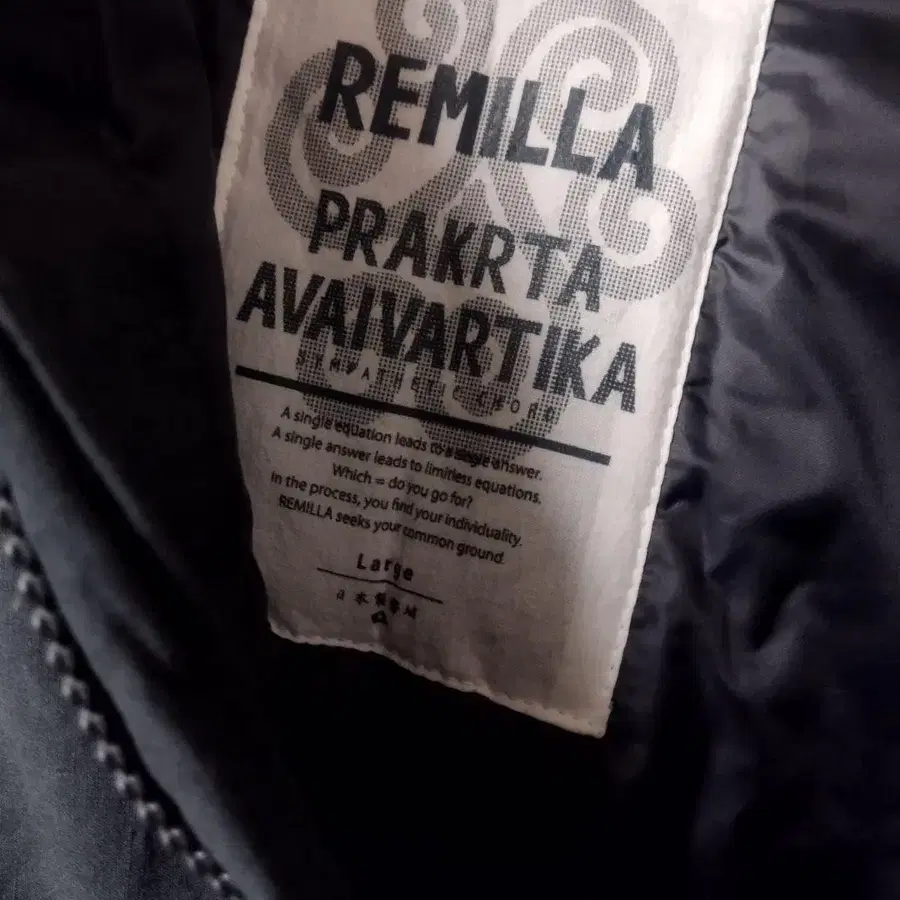 REMILLA
PRAKRTA
AVAIVARTIKA
A single equation leads to a single answer.
A single answer leads to limitless equations.
Which = do you go for?
In the process, you find your individuality.
REMILLA seeks your common ground.
Large
日本製